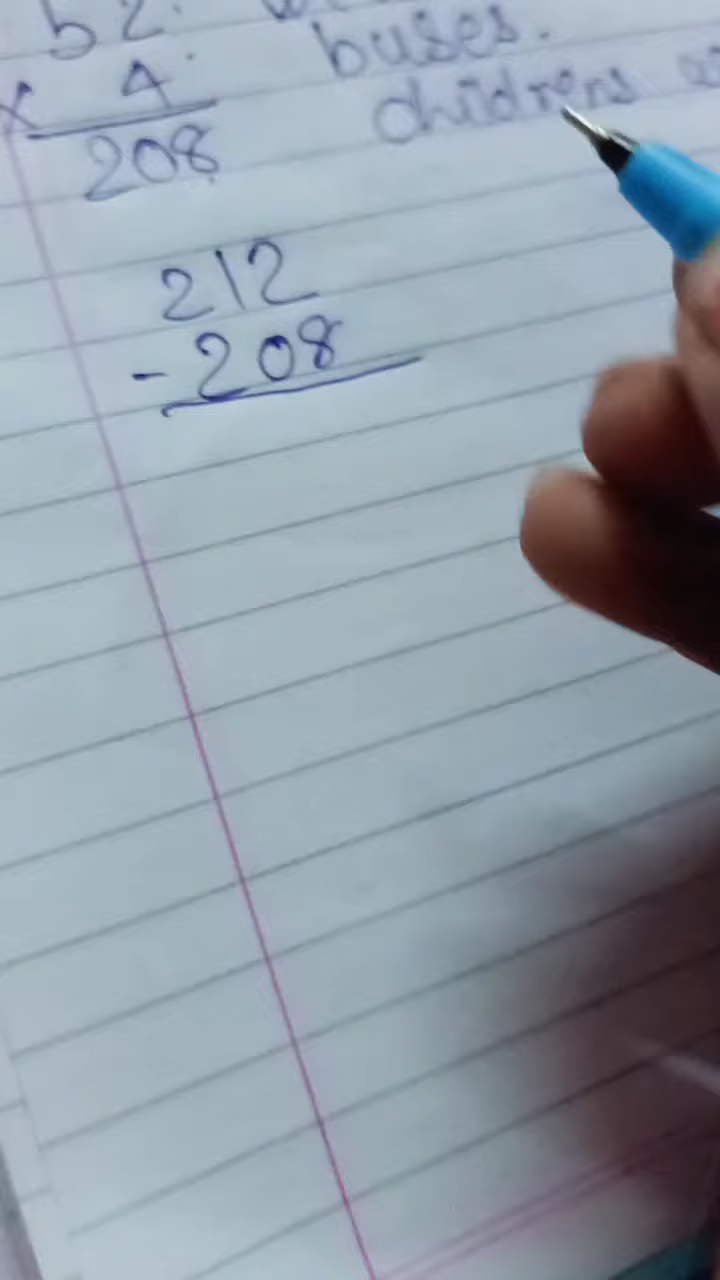 52.
buses.
× 4
childrens
208
212
- 208